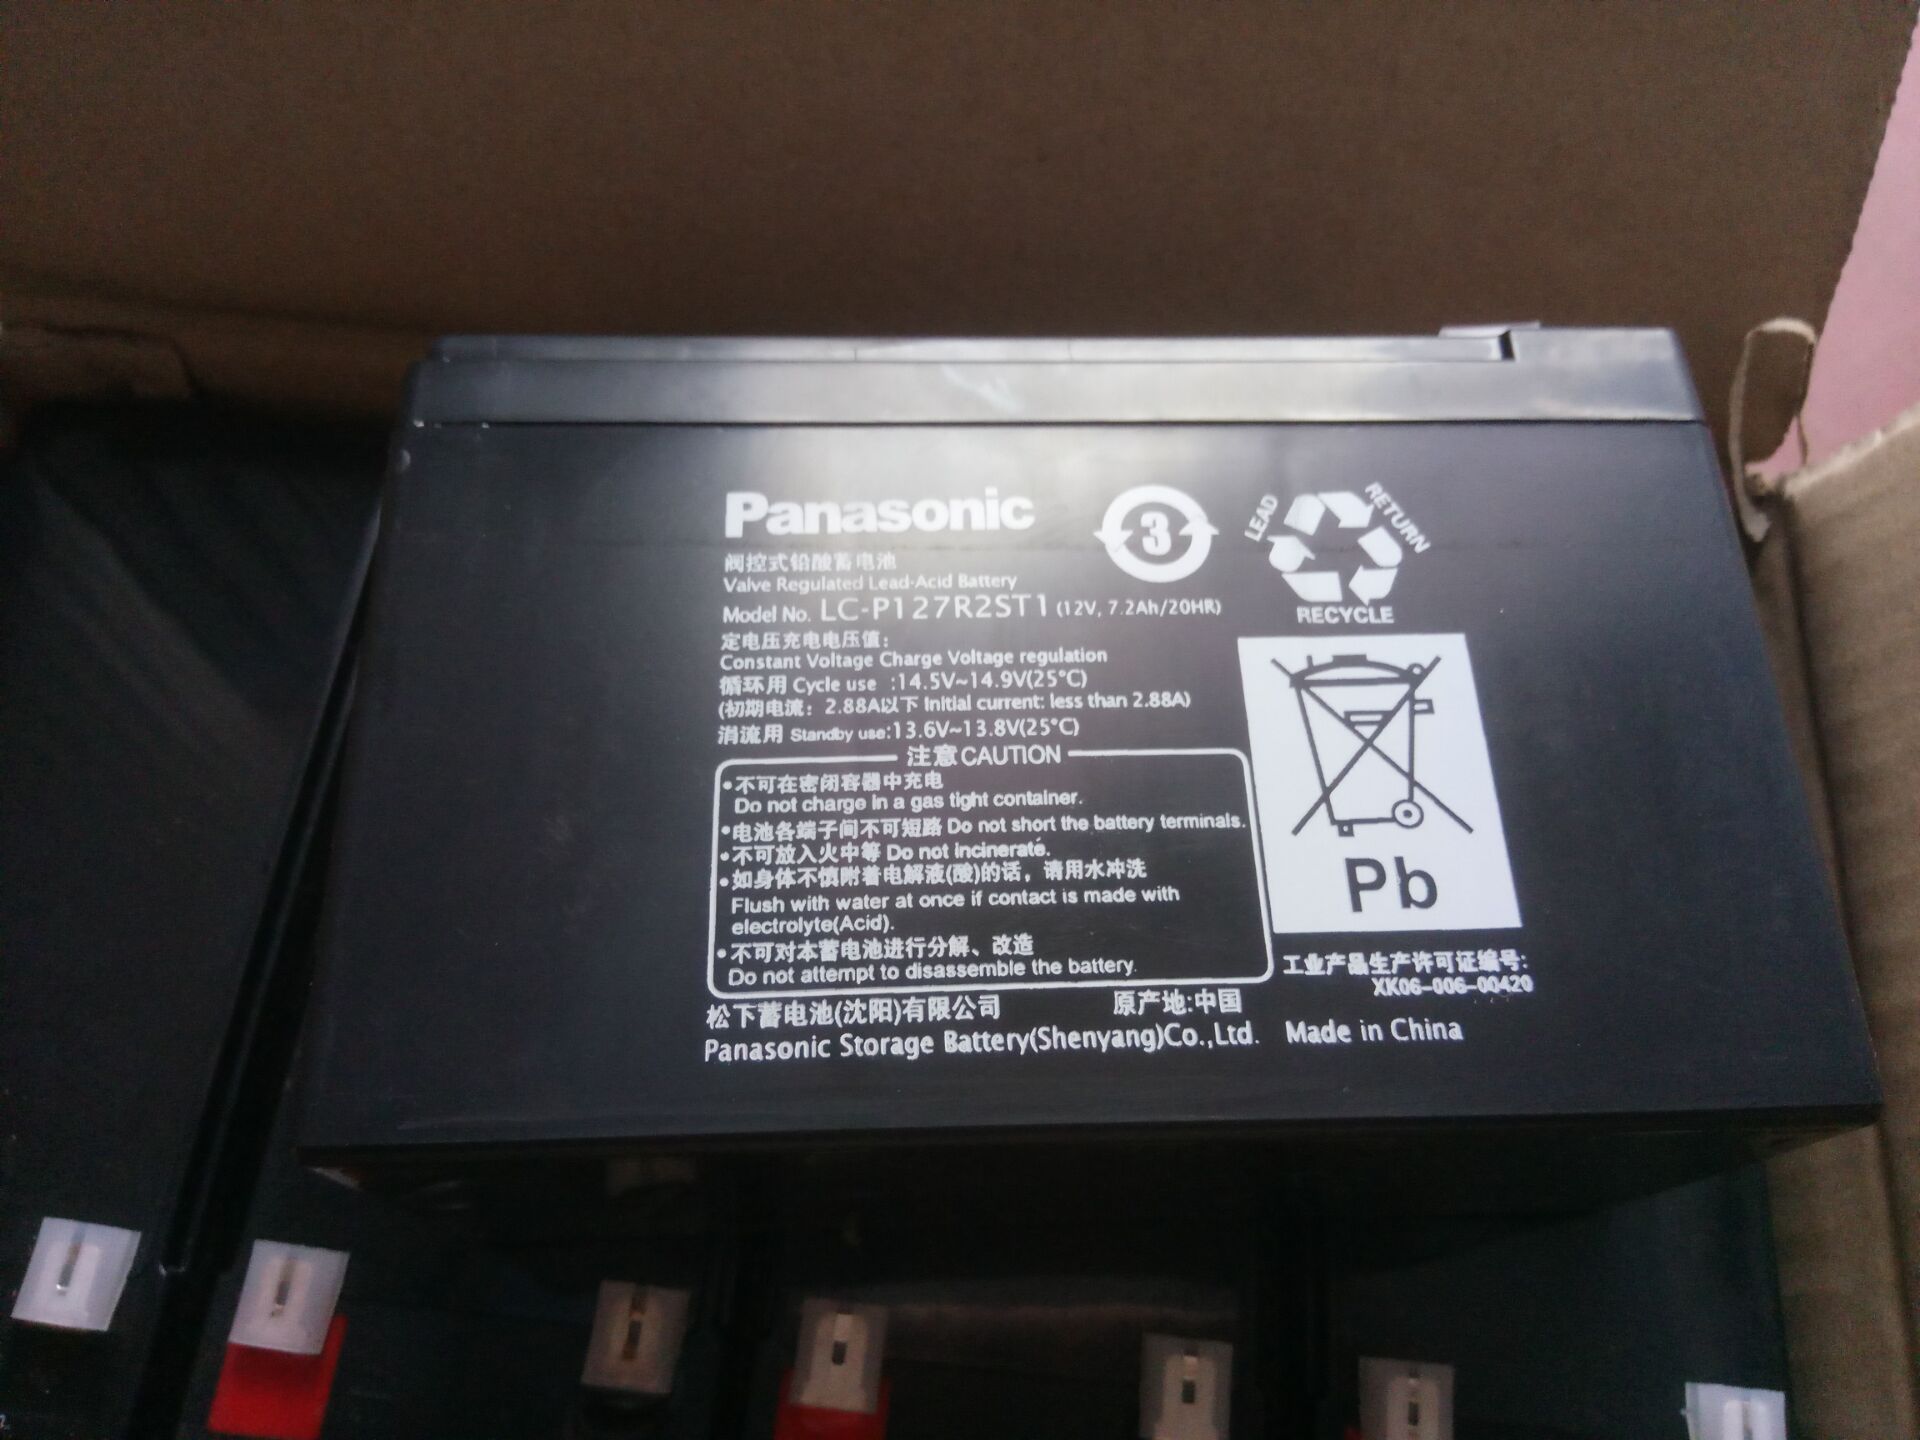 Panasonic
3
LEAD
RETURN
RECYCLE
阀控式铅酸蓄电池
Valve Regulated Lead-Acid Battery
Model No. LC-P127R2ST1 (12V, 7.2Ah/20HR)
定电压充电电压值:
Constant Voltage Charge Voltage regulation
循环用 Cycle use :14.5V~14.9V(25°C)
(初期电流: 2.88A以下 Initial current: less than 2.88A)
涓流用 Standby use:13.6V~13.8V(25°C)
注意 CAUTION
•不可在密闭容器中充电
Do not charge in a gas tight container.
•电池各端子间不可短路 Do not short the battery terminals.
•不可放入火中等 Do not incinerate.
•如身体不慎附着电解液(酸)的话，请用水冲洗
Flush with water at once if contact is made with
electrolyte(Acid).
•不可对本蓄电池进行分解、改造
Do not attempt to disassemble the battery.
Pb
工业产品生产许可证编号:
XK06-006-00420
松下蓄电池(沈阳)有限公司 原产地:中国
Panasonic Storage Battery(Shenyang)Co.,Ltd. Made in China